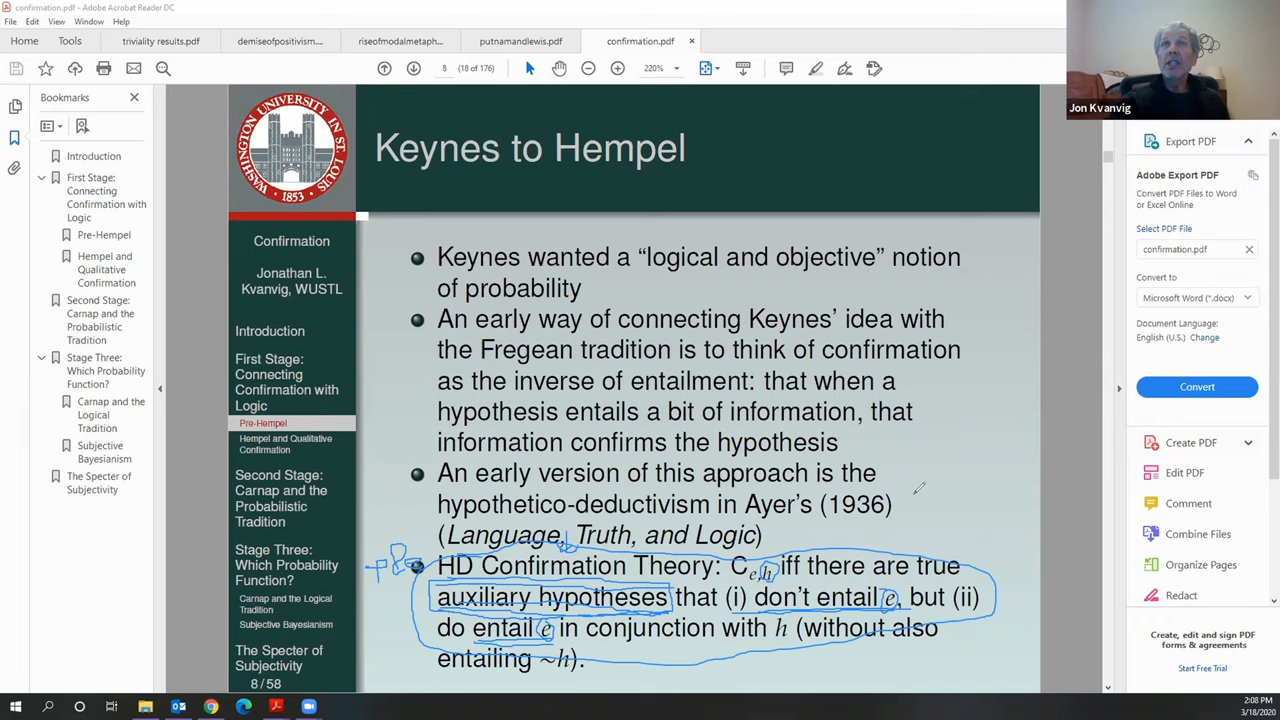 confirmation.pdf - Adobe Acrobat Reader DC
File Edit View Window Help
Home Tools triviality results.pdf demiseofpositivism.... riseofmodalmetaph... putnamandlewis.pdf confirmation.pdf ×
8 (18 of 176) 220%
Jon Kvanvig
Bookmarks
Introduction
First Stage:
Connecting
Confirmation with
Logic
Pre-Hempel
Hempel and
Qualitative
Confirmation
Second Stage:
Carnap and the
Probabilistic
Tradition
Stage Three:
Which Probability
Function?
Carnap and the
Logical
Tradition
Subjective
Bayesianism
The Specter of
Subjectivity
WASHINGTON UNIVERSITY IN ST. LOUIS
1853
Confirmation
Jonathan L.
Kvanvig, WUSTL
Introduction
First Stage:
Connecting
Confirmation with
Logic
Pre-Hempel
Hempel and Qualitative
Confirmation
Second Stage:
Carnap and the
Probabilistic
Tradition
Stage Three:
Which Probability
Function?
Carnap and the Logical
Tradition
Subjective Bayesianism
The Specter of
Subjectivity
8 / 58
Keynes to Hempel
Keynes wanted a “logical and objective” notion
of probability
An early way of connecting Keynes’ idea with
the Fregean tradition is to think of confirmation
as the inverse of entailment: that when a
hypothesis entails a bit of information, that
information confirms the hypothesis
An early version of this approach is the
hypothetico-deductivism in Ayer’s (1936)
(Language, Truth, and Logic)
HD Confirmation Theory: Ce,h iff there are true
auxiliary hypotheses that (i) don’t entail e, but (ii)
do entail e in conjunction with h (without also
entailing ~h).
Export PDF
Adobe Export PDF
Convert PDF Files to Word
or Excel Online
Select PDF File
confirmation.pdf
Convert to
Microsoft Word (*.docx)
Document Language:
English (U.S.) Change
Convert
Create PDF
Edit PDF
Comment
Combine Files
Organize Pages
Redact
Create, edit and sign PDF
forms & agreements
Start Free Trial
2:08 PM
3/18/2020